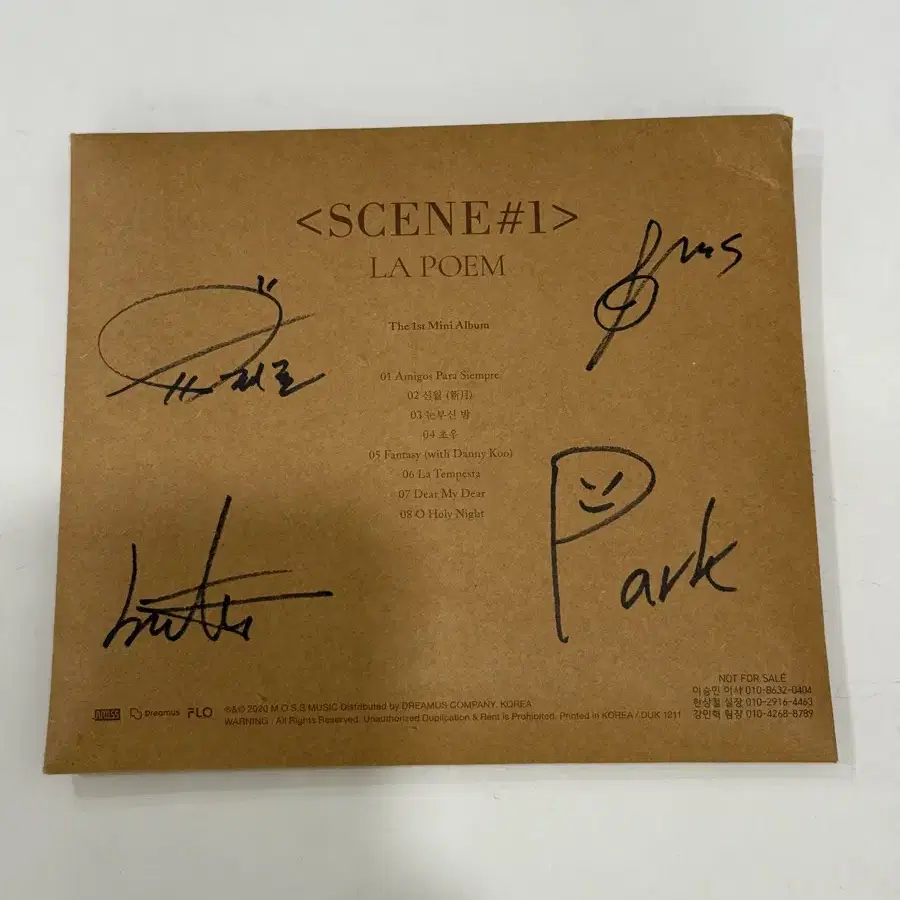 <SCENE#1>
LA POEM
The 1st Mini Album
01 Amigos Para Siempre
02 신월 (新月)
03 눈부신 밤
04 초우
05 Fantasy (with Danny Koo)
06 La Tempesta
07 Dear My Dear
08 O Holy Night
Park
NOT FOR SALE
이승민 이사 010-8632-0404
한상철 실장 010-2916-4463
강민혁 팀장 010-4268-8789
Dreamus FLO ℗&© 2020 M.O.S.S MUSIC Distributed by DREAMUS COMPANY. KOREA
WARNING : All Rights Reserved. Unauthorized Duplication & Rent is Prohibited. Printed in KOREA / DUK 1211